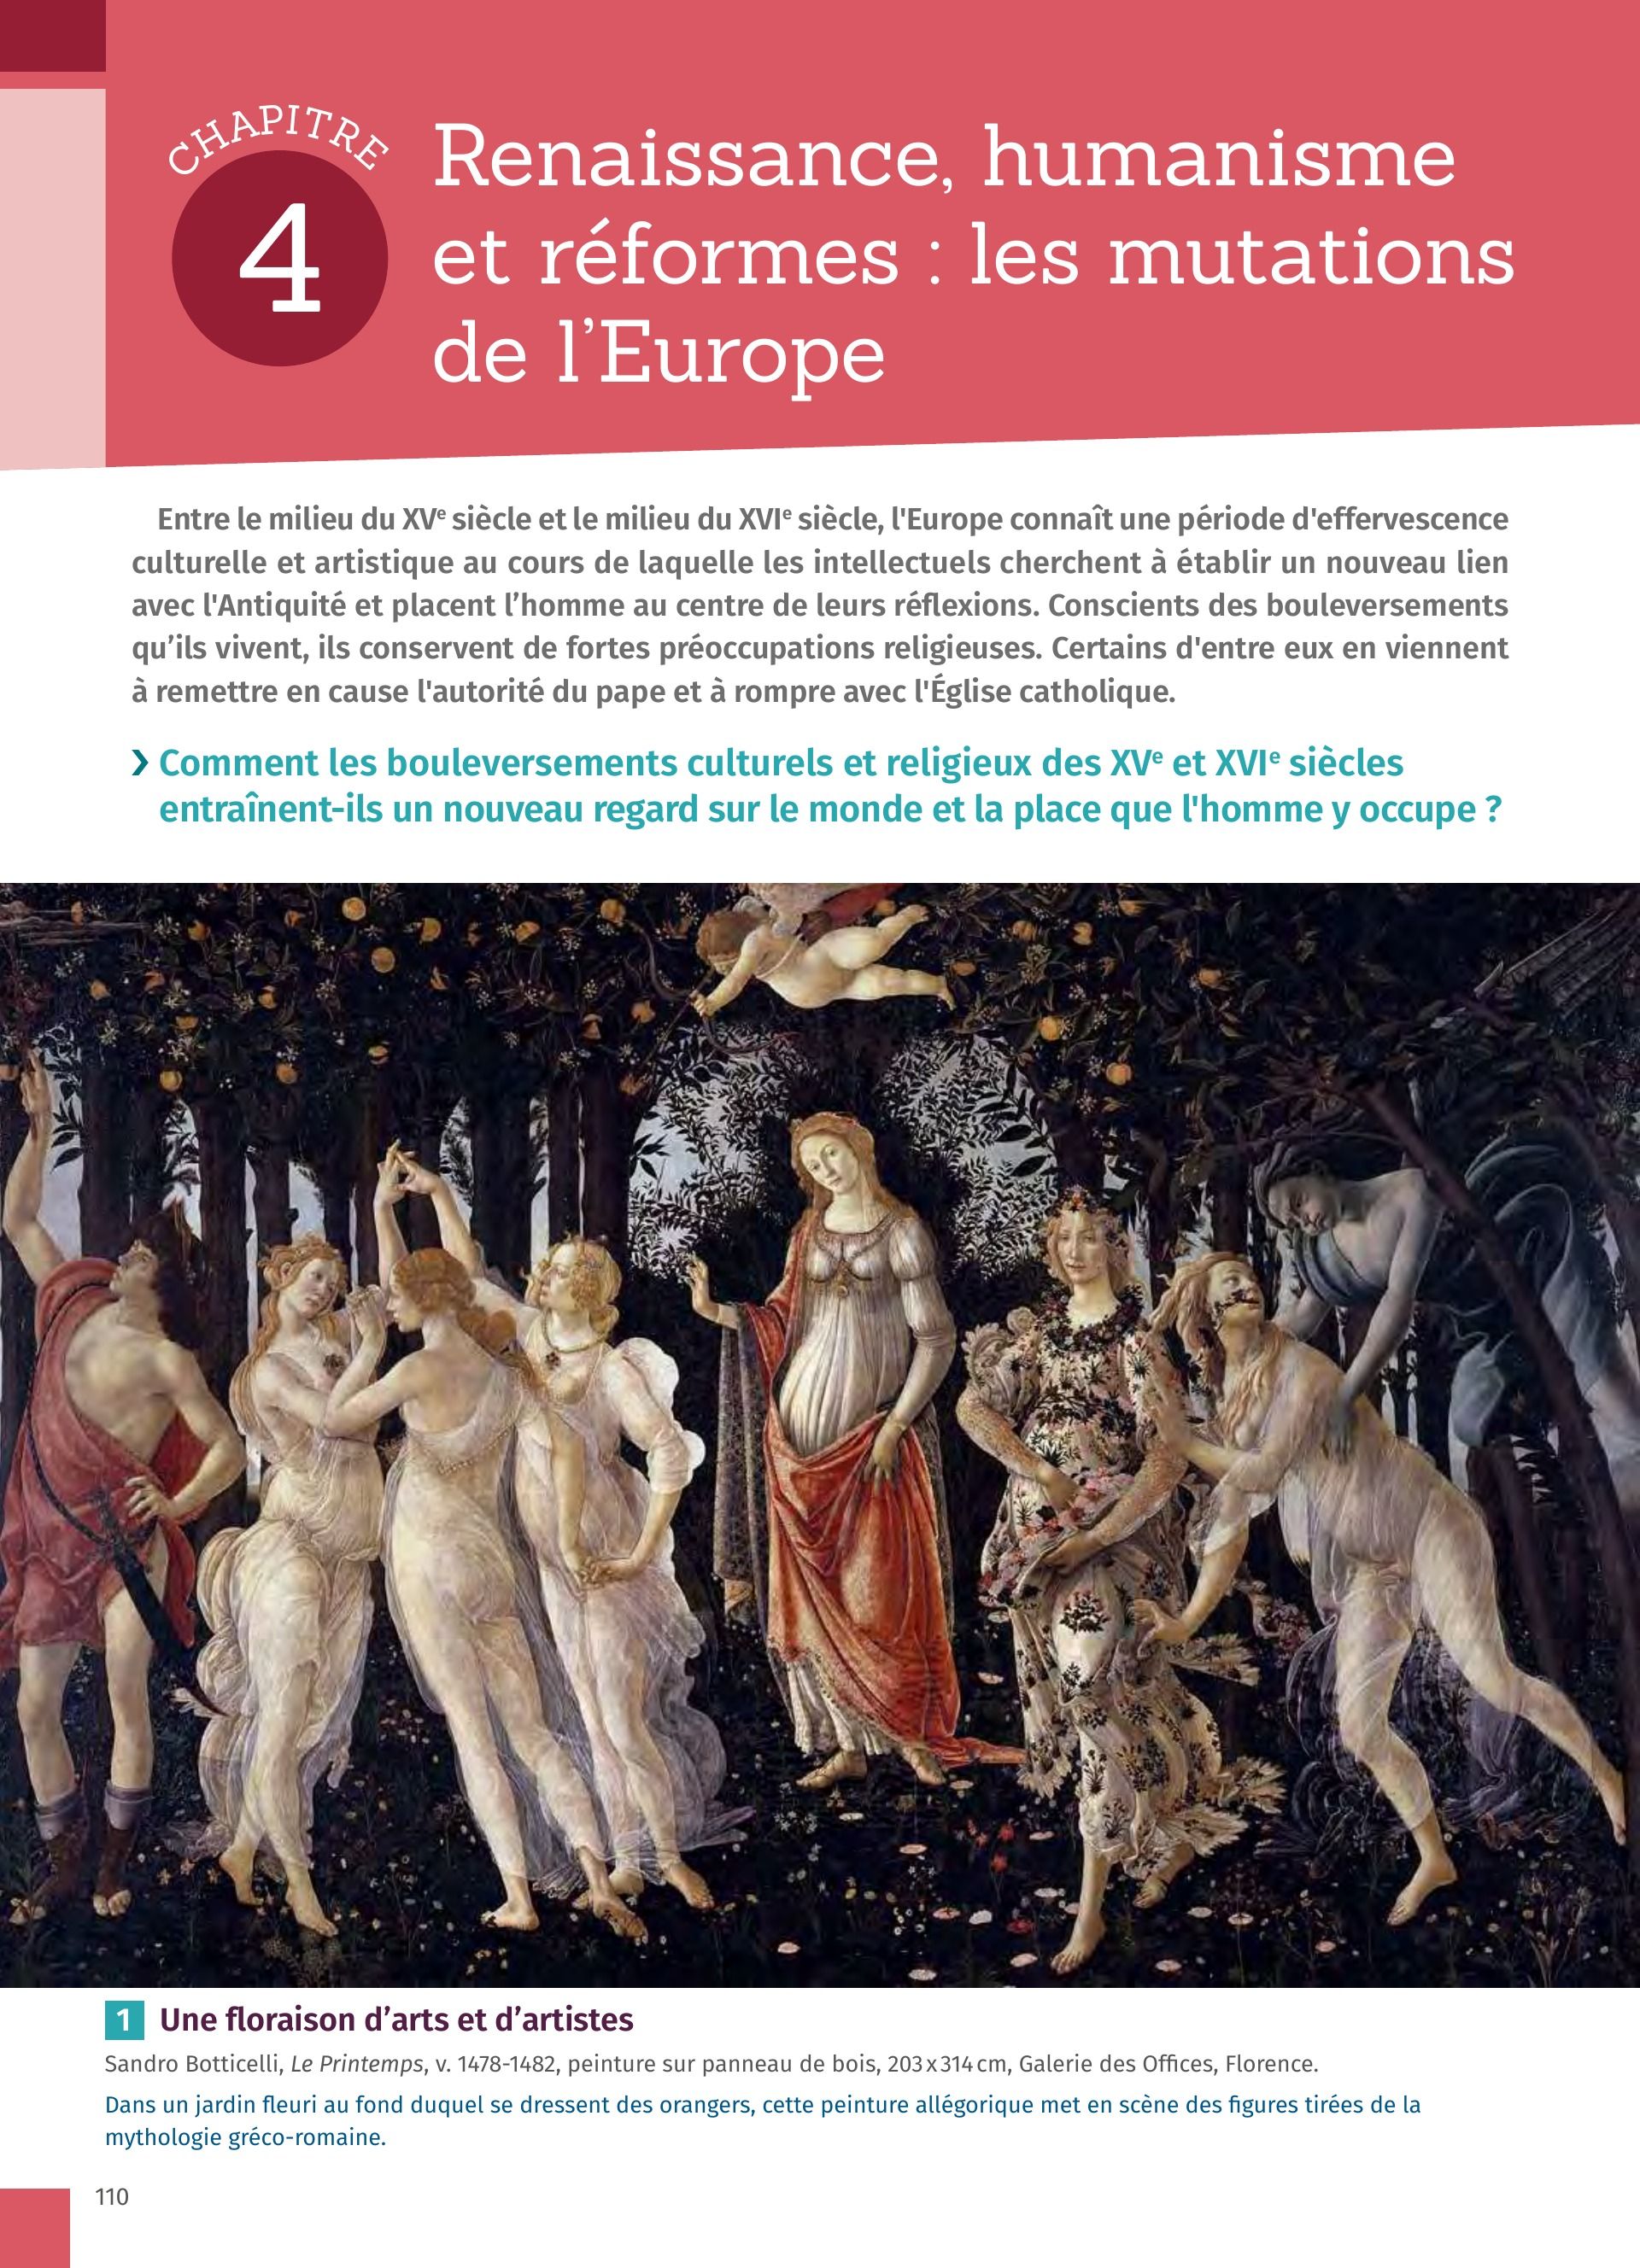 CHAPITRE
4
Renaissance, humanisme
et réformes : les mutations
de l’Europe
Entre le milieu du XVe siècle et le milieu du XVIe siècle, l'Europe connaît une période d'effervescence
culturelle et artistique au cours de laquelle les intellectuels cherchent à établir un nouveau lien
avec l'Antiquité et placent l’homme au centre de leurs réflexions. Conscients des bouleversements
qu’ils vivent, ils conservent de fortes préoccupations religieuses. Certains d'entre eux en viennent
à remettre en cause l'autorité du pape et à rompre avec l'Église catholique.
› Comment les bouleversements culturels et religieux des XVe et XVIe siècles
entraînent-ils un nouveau regard sur le monde et la place que l'homme y occupe ?
1 Une floraison d’arts et d’artistes
Sandro Botticelli, Le Printemps, v. 1478-1482, peinture sur panneau de bois, 203 x 314 cm, Galerie des Offices, Florence.
Dans un jardin fleuri au fond duquel se dressent des orangers, cette peinture allégorique met en scène des figures tirées de la
mythologie gréco-romaine.
110